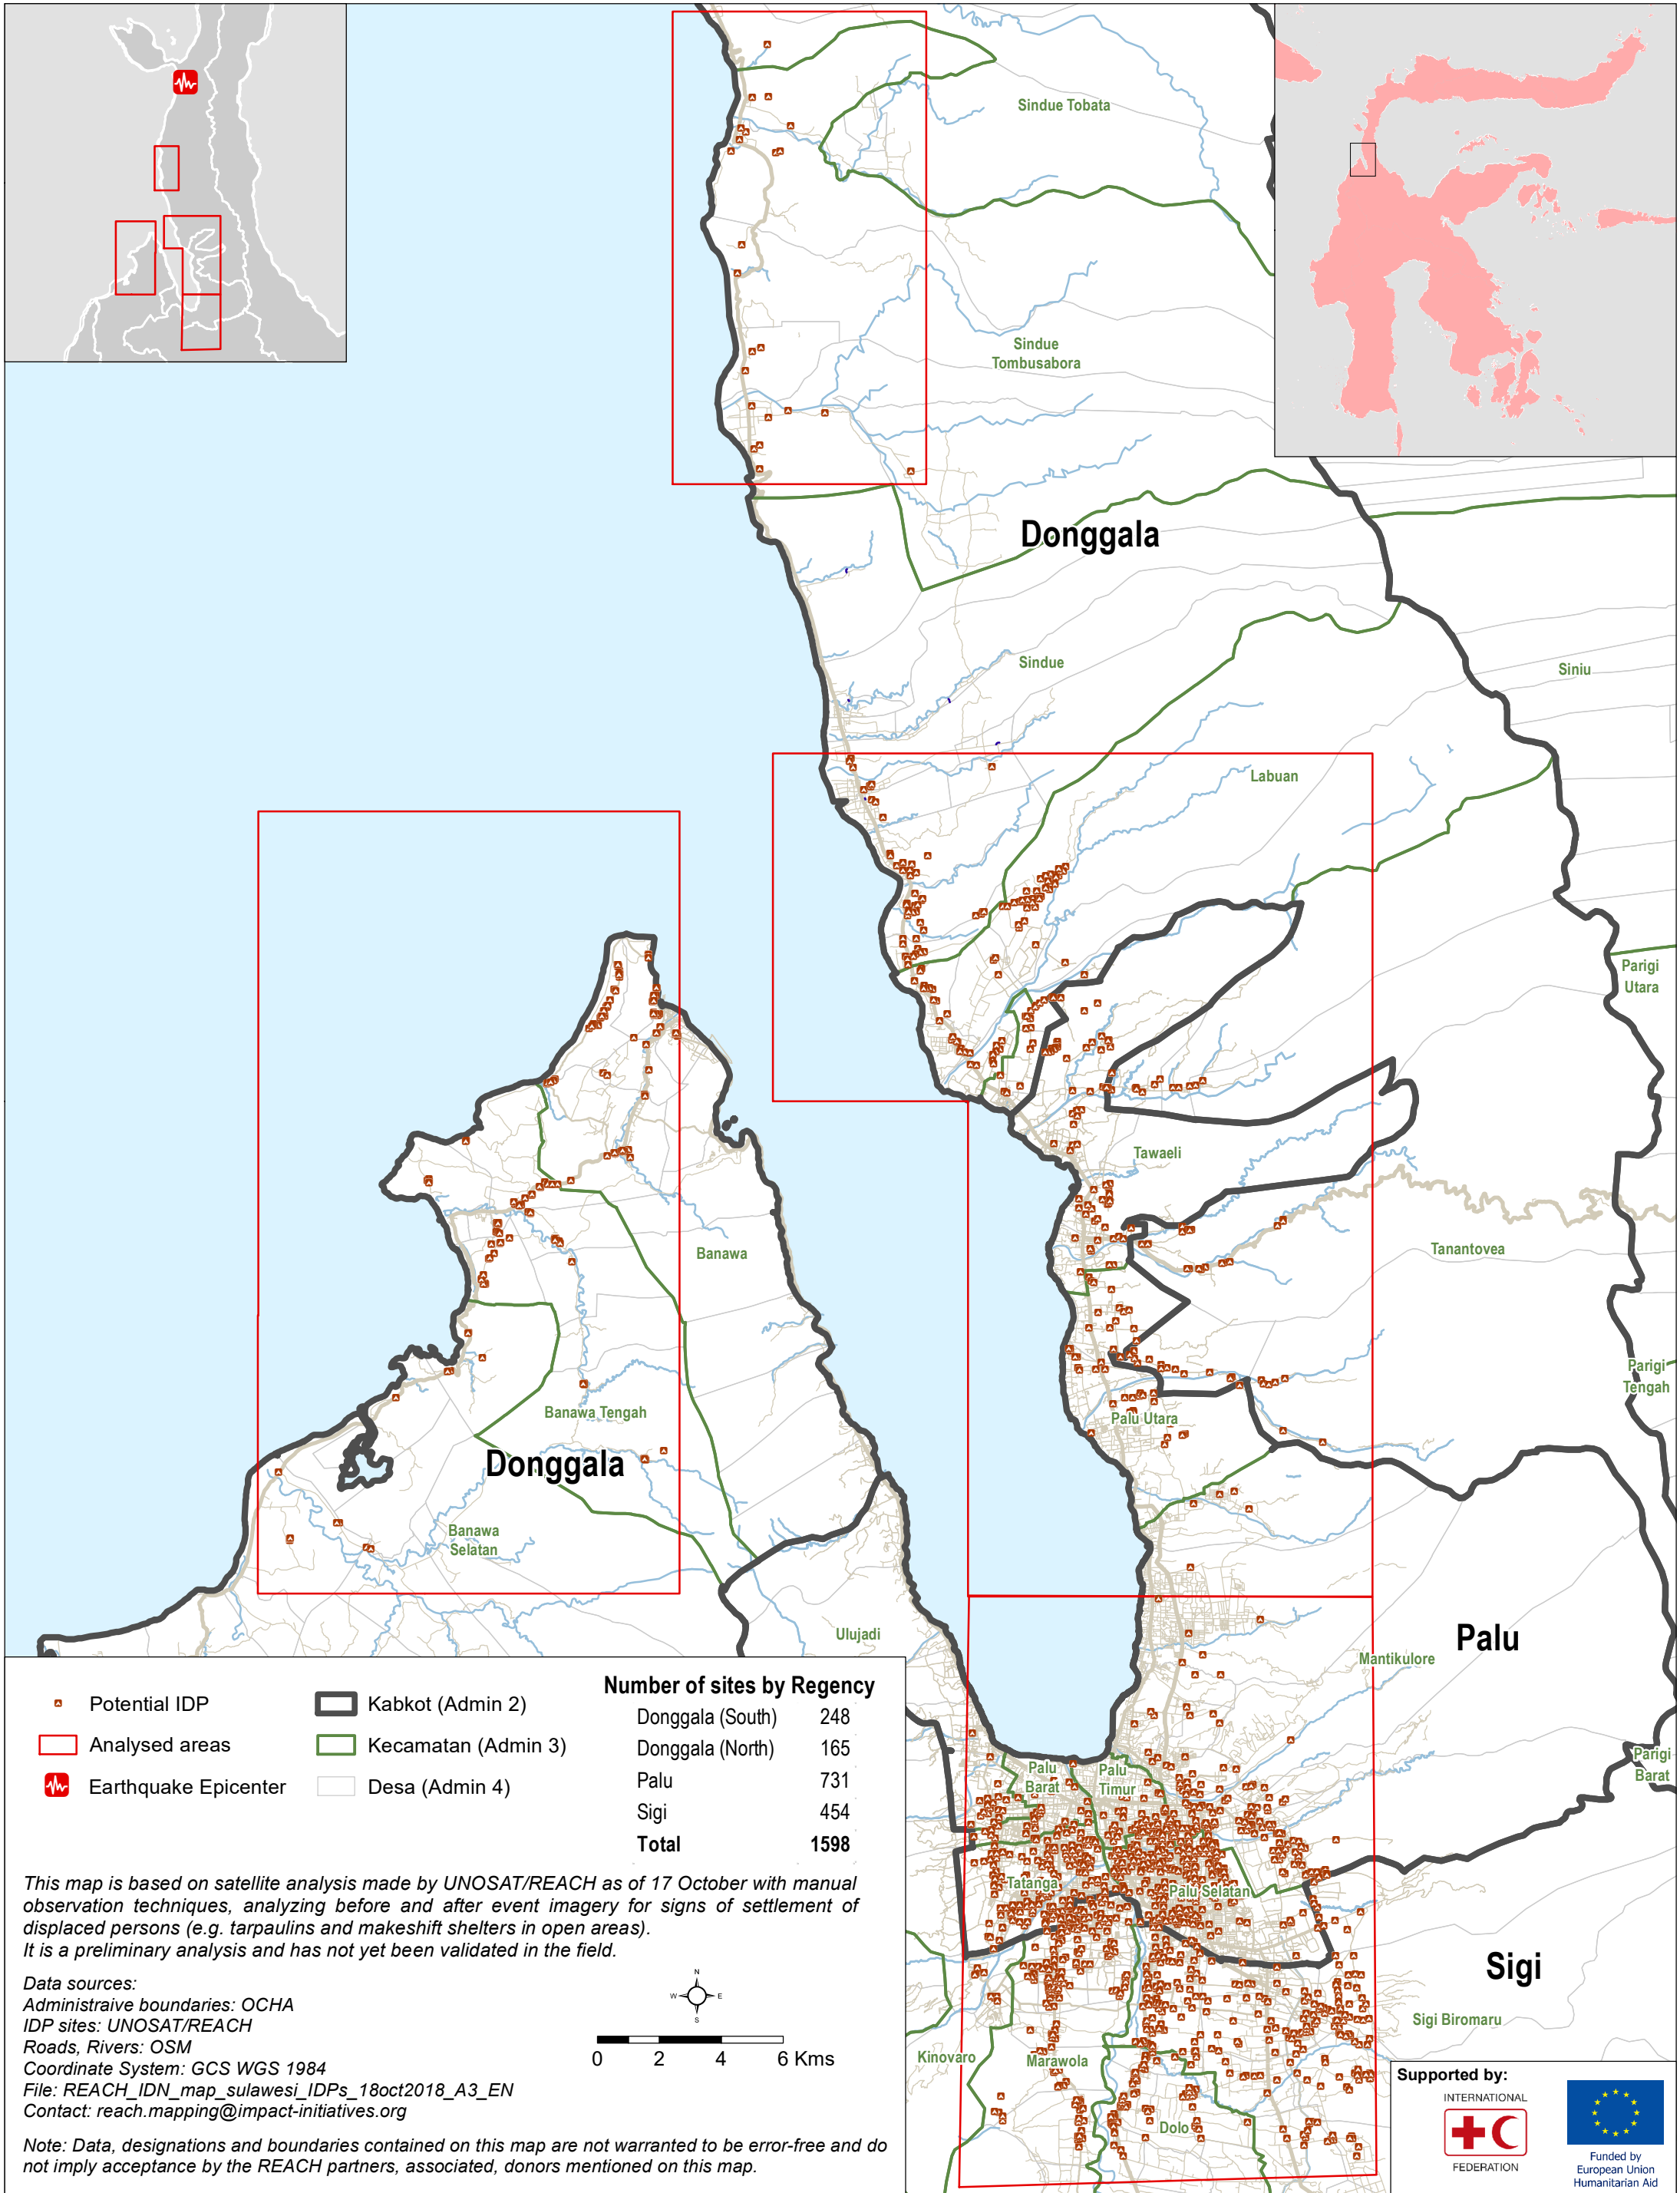 Sindue Tobata
Sindue
Tombusabora
Donggala
Sindue
Siniu
Labuan
Parigi
Utara
Tawaeli
Banawa
Tanantovea
Parigi
Tengah
Banawa Tengah
Palu Utara
Donggala
Banawa
Selatan
Ulujadi
Palu
Mantikulore
Parigi
Barat
Palu
Barat
Palu
Timur
Tatanga
Palu Selatan
Sigi
Sigi Biromaru
Kinovaro
Marawola
Dolo
Potential IDP
Analysed areas
Earthquake Epicenter
Kabkot (Admin 2)
Kecamatan (Admin 3)
Desa (Admin 4)
Number of sites by Regency
Donggala (South) 248
Donggala (North) 165
Palu 731
Sigi 454
Total 1598
This map is based on satellite analysis made by UNOSAT/REACH as of 17 October with manual
observation techniques, analyzing before and after event imagery for signs of settlement of
displaced persons (e.g. tarpaulins and makeshift shelters in open areas).
It is a preliminary analysis and has not yet been validated in the field.
Data sources:
Administraive boundaries: OCHA
IDP sites: UNOSAT/REACH
Roads, Rivers: OSM
Coordinate System: GCS WGS 1984
File: REACH_IDN_map_sulawesi_IDPs_18oct2018_A3_EN
Contact: reach.mapping@impact-initiatives.org
N
W E
S
0 2 4 6 Kms
Note: Data, designations and boundaries contained on this map are not warranted to be error-free and do
not imply acceptance by the REACH partners, associated, donors mentioned on this map.
Supported by:
INTERNATIONAL
FEDERATION
Funded by
European Union
Humanitarian Aid